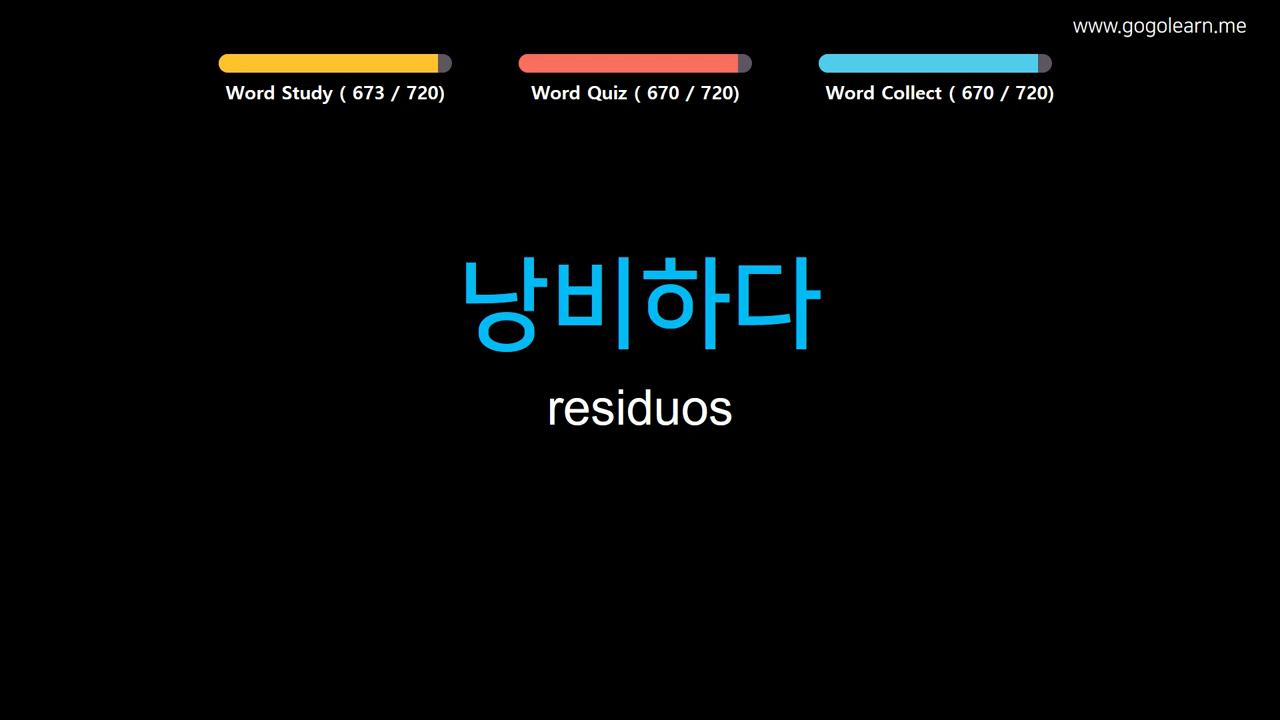 www.gogolearn.me
Word Study ( 673 / 720)
Word Quiz ( 670 / 720)
Word Collect ( 670 / 720)
낭비하다
residuos